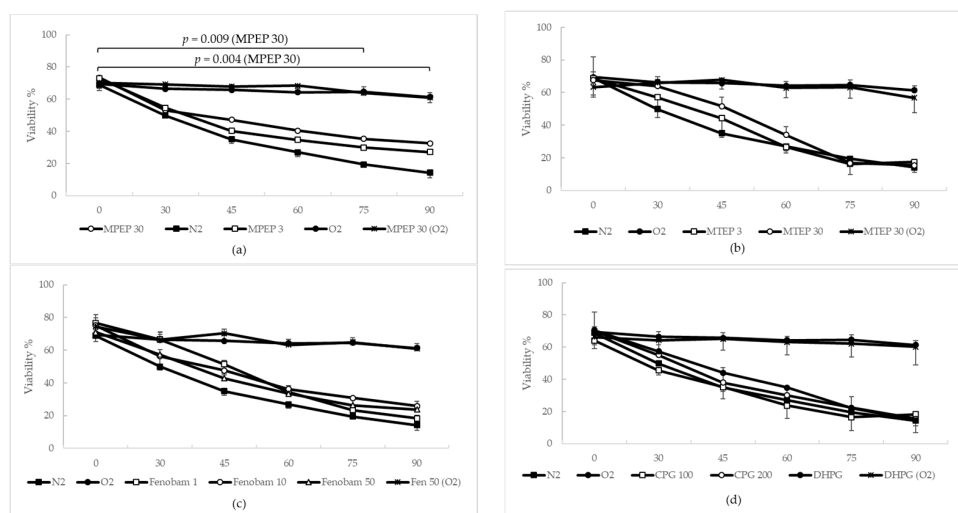 p = 0.009 (MPEP 30)
p = 0.004 (MPEP 30)
100
80
60
40
20
0
Viability %
0 30 45 60 75 90
MPEP 30 N2 MPEP 3 O2 MPEP 30 (O2)
(a)
100
80
60
40
20
0
Viability %
0 30 45 60 75 90
N2 O2 MTEP 3 MTEP 30 MTEP 30 (O2)
(b)
100
80
60
40
20
0
Viability %
0 30 45 60 75 90
N2 O2 Fenobam 1 Fenobam 10 Fenobam 50 Fen 50 (O2)
(c)
100
80
60
40
20
0
Viability %
0 30 45 60 75 90
N2 O2 CPG 100 CPG 200 DHPG DHPG (O2)
(d)